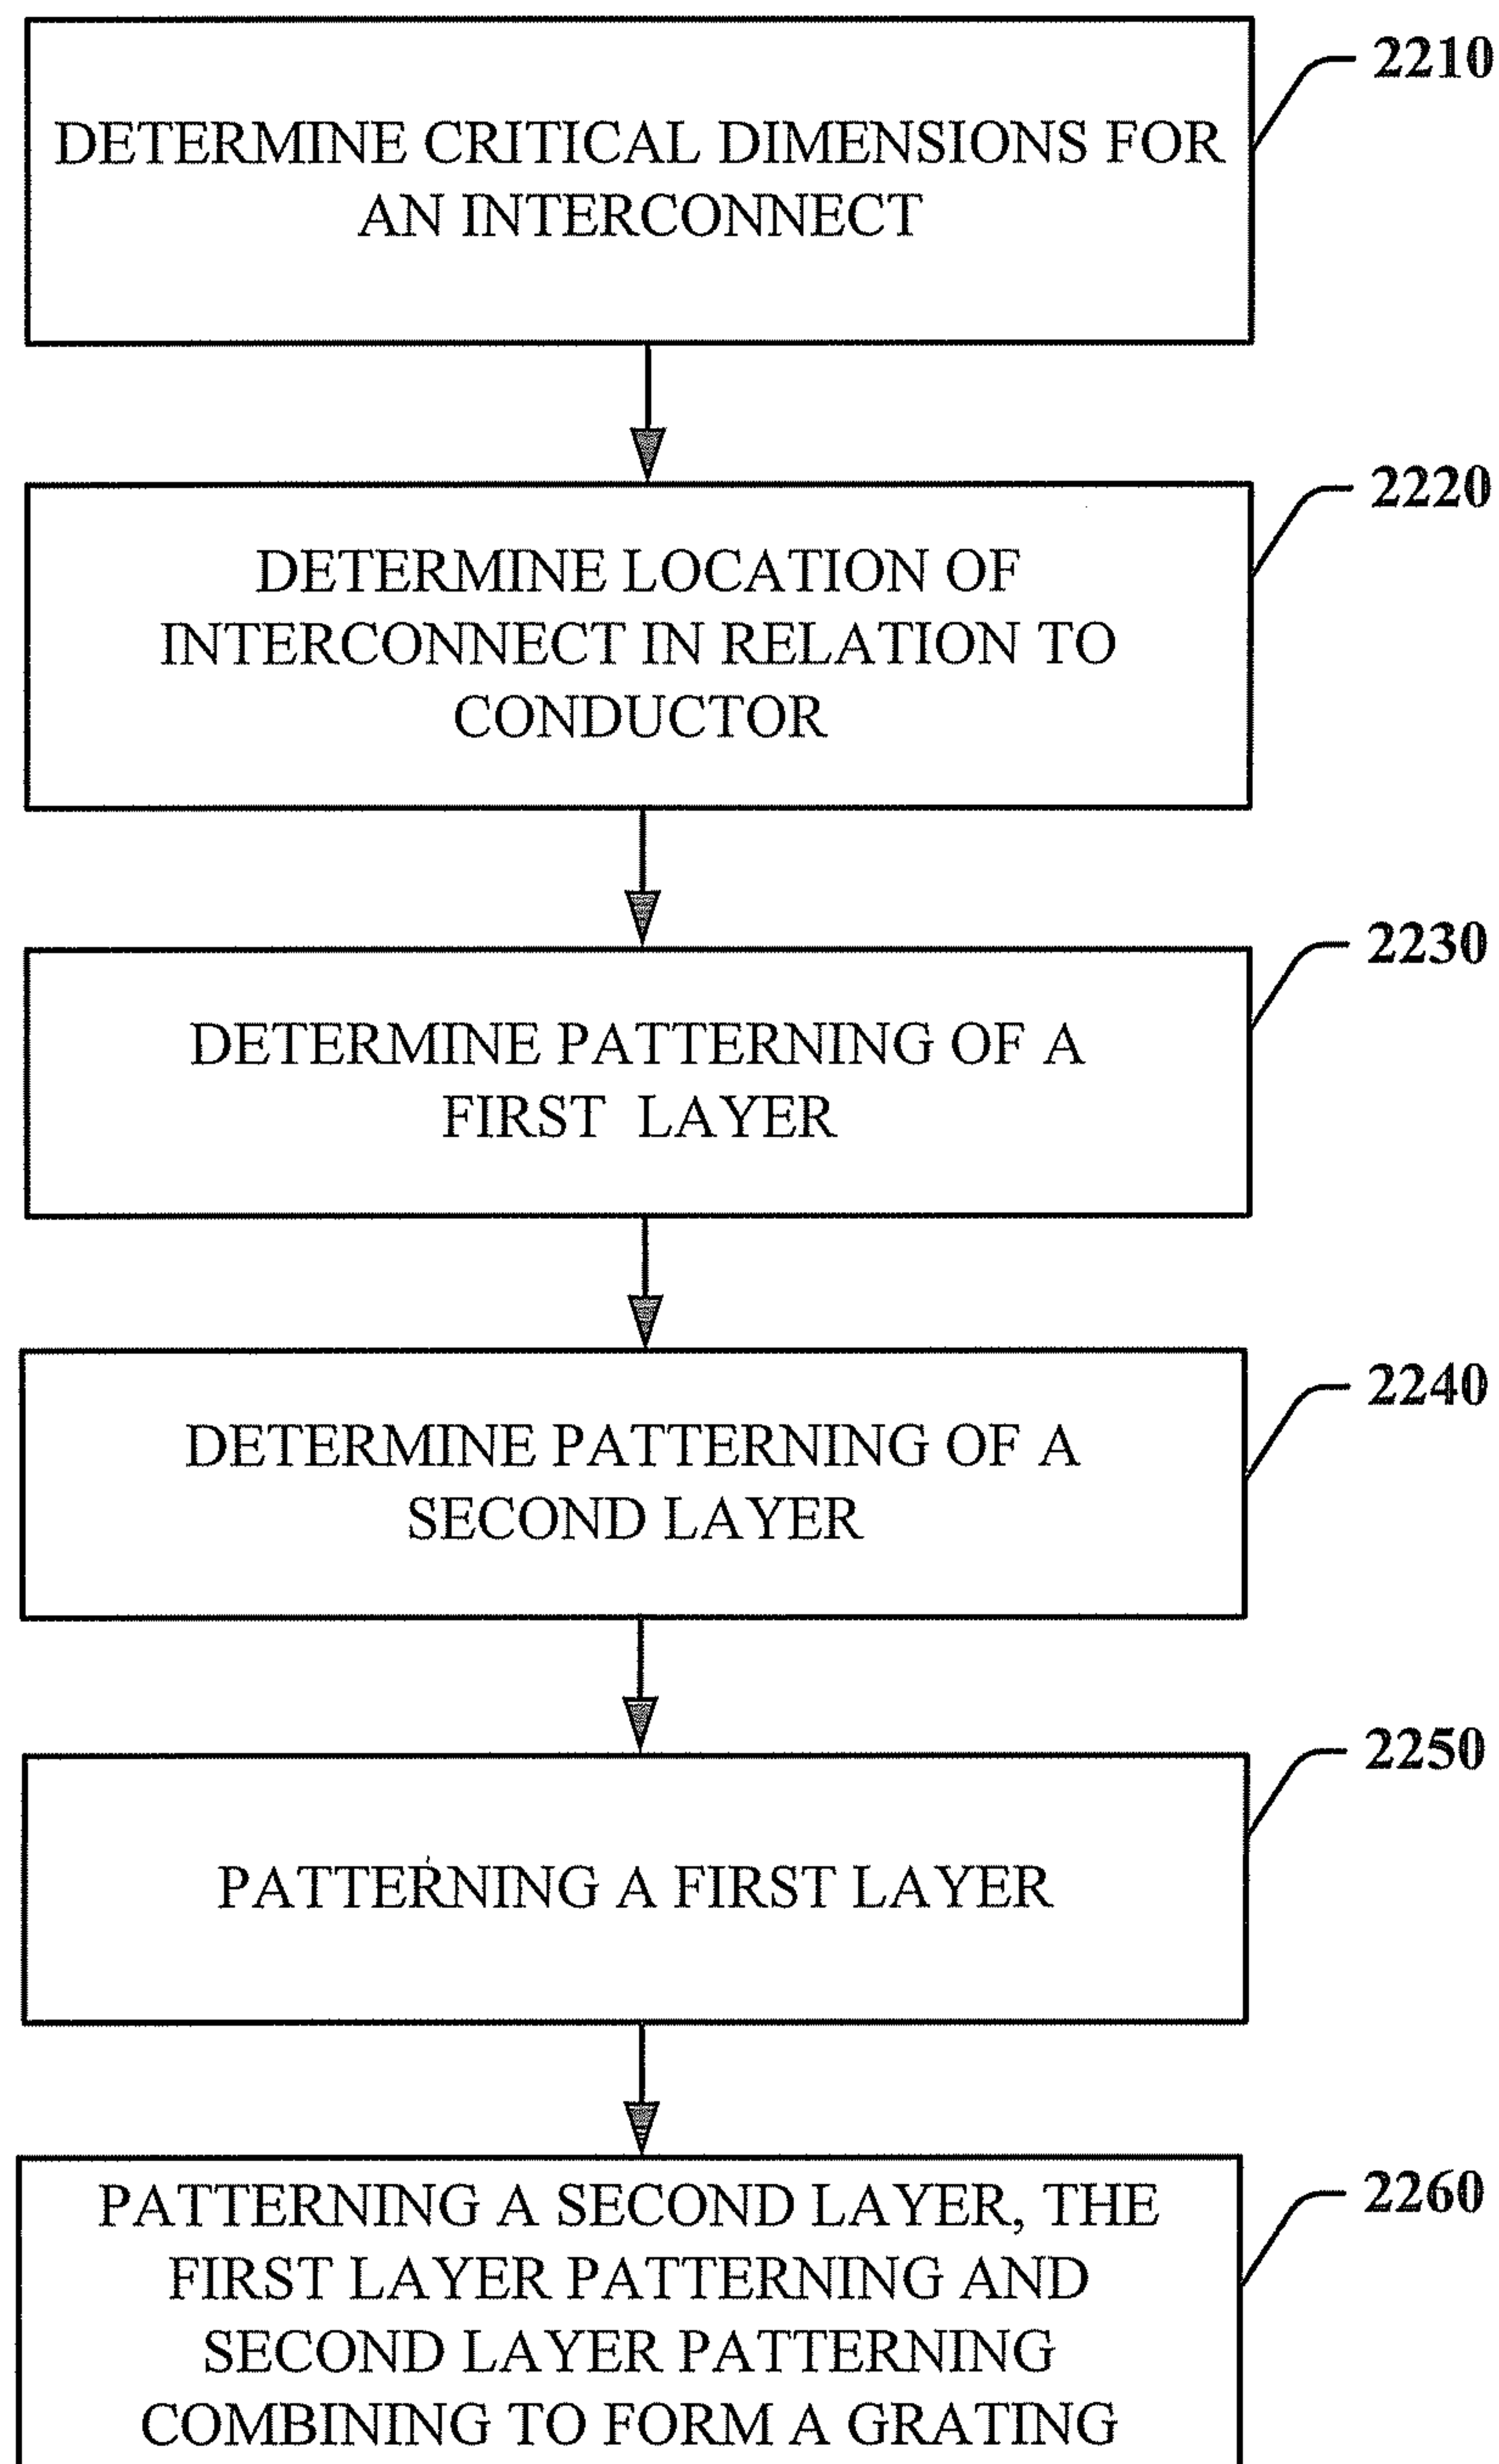 2210
DETERMINE CRITICAL DIMENSIONS FOR
AN INTERCONNECT
2220
DETERMINE LOCATION OF
INTERCONNECT IN RELATION TO
CONDUCTOR
2230
DETERMINE PATTERNING OF A
FIRST LAYER
2240
DETERMINE PATTERNING OF A
SECOND LAYER
2250
PATTERNING A FIRST LAYER
2260
PATTERNING A SECOND LAYER, THE
FIRST LAYER PATTERNING AND
SECOND LAYER PATTERNING
COMBINING TO FORM A GRATING